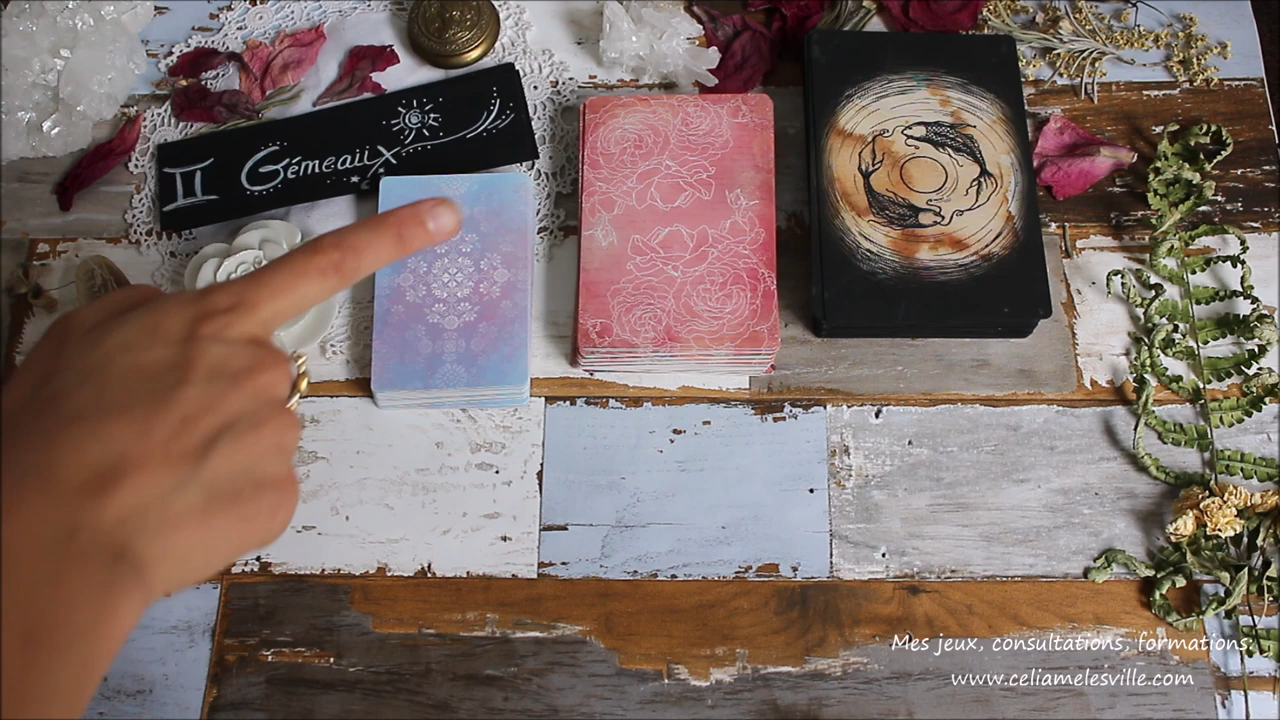 ♊ Gémeaux
Mes jeux, consultations, formations:
www.celiamelesville.com